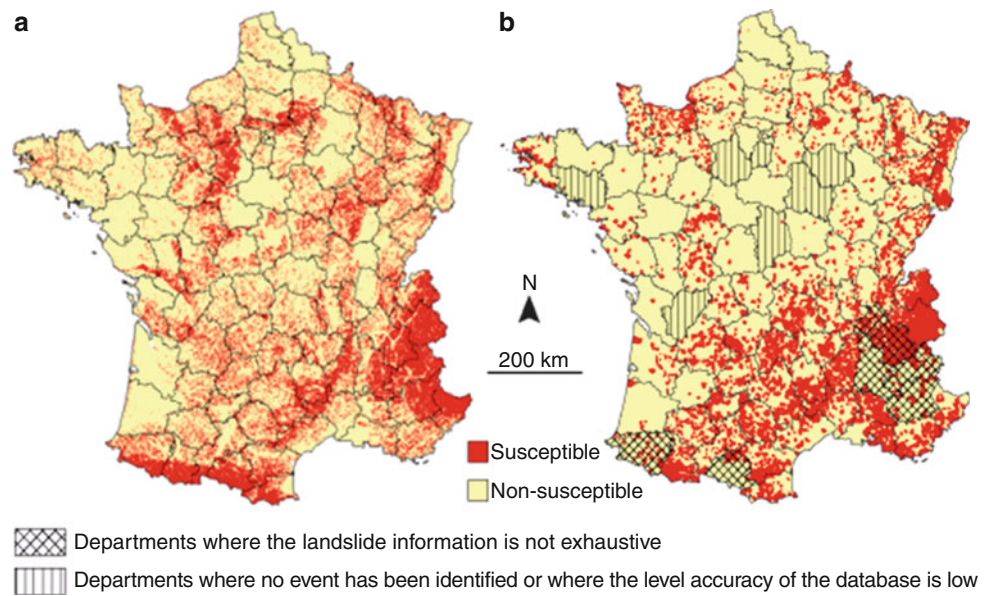 a
b
N
200 km
Susceptible
Non-susceptible
Departments where the landslide information is not exhaustive
Departments where no event has been identified or where the level accuracy of the database is low